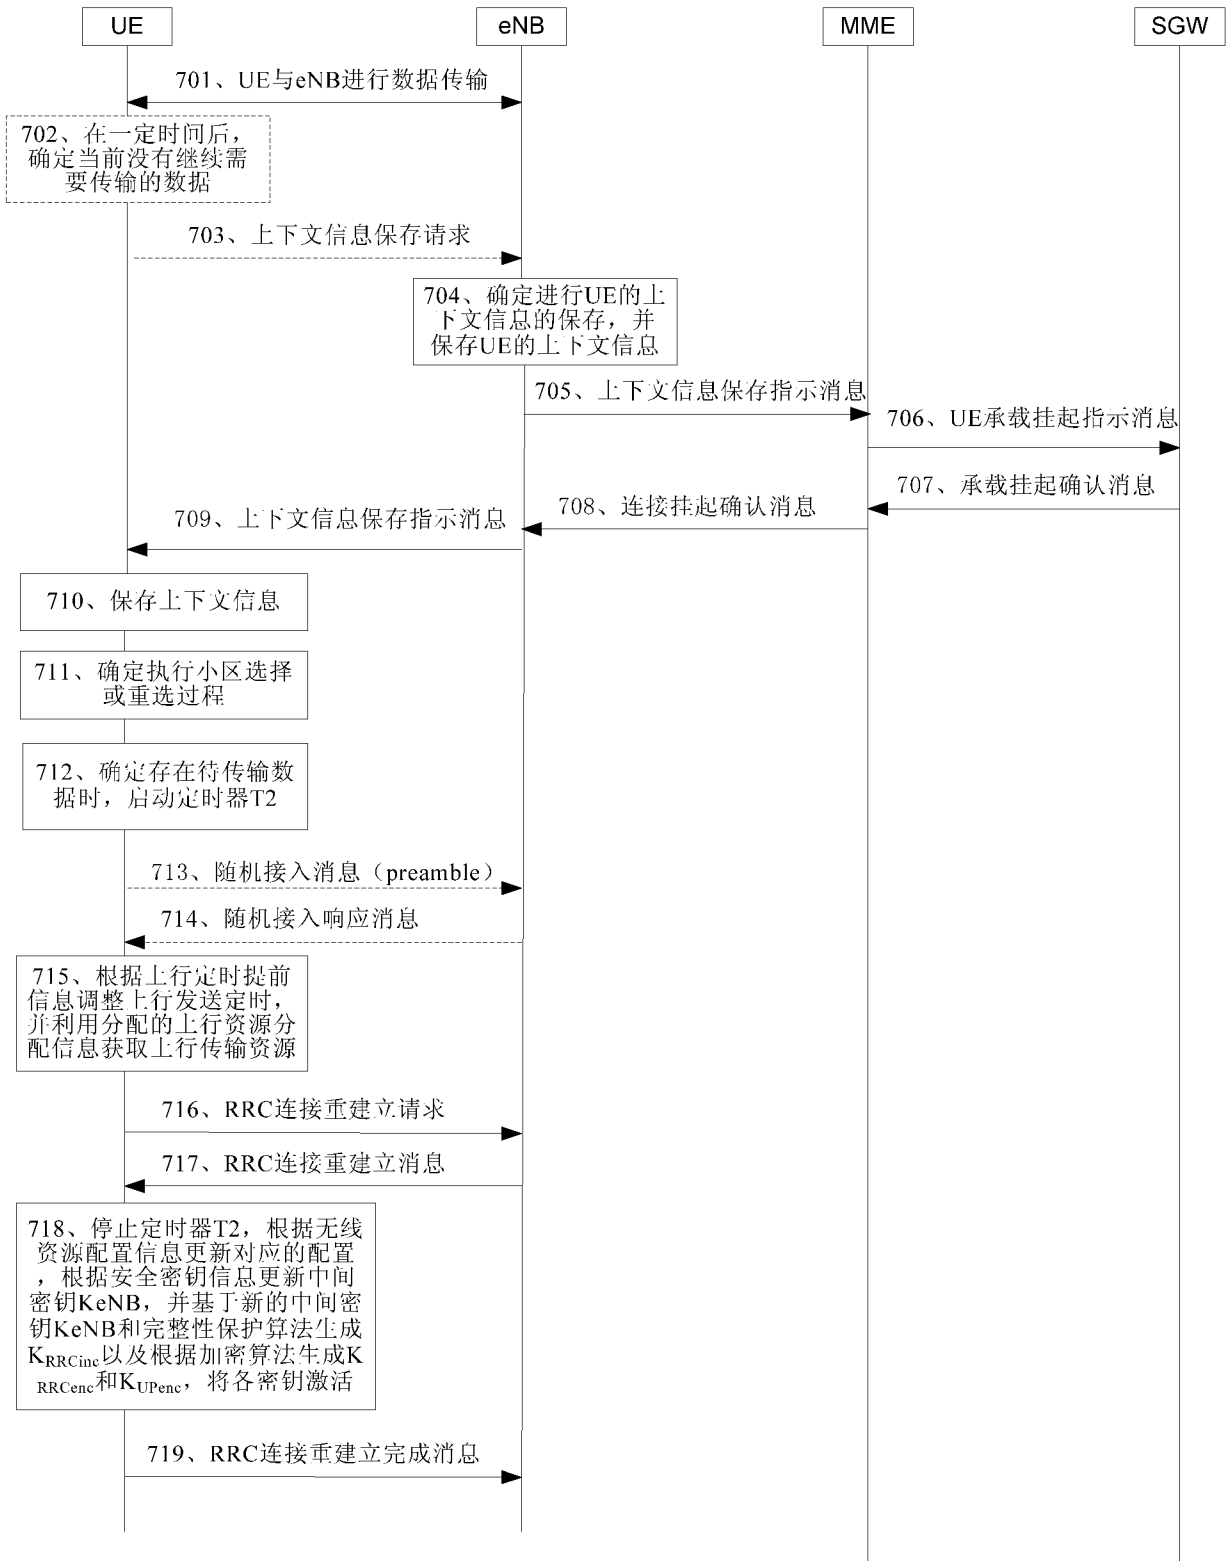 UE
eNB
MME
SGW
701、UE与eNB进行数据传输
702、在一定时间后，
确定当前没有继续需
要传输的数据
703、上下文信息保存请求
704、确定进行UE的上
下文信息的保存，并
保存UE的上下文信息
705、上下文信息保存指示消息
706、UE承载挂起指示消息
707、承载挂起确认消息
708、连接挂起确认消息
709、上下文信息保存指示消息
710、保存上下文信息
711、确定执行小区选择
或重选过程
712、确定存在待传输数
据时，启动定时器T2
713、随机接入消息（preamble）
714、随机接入响应消息
715、根据上行定时提前
信息调整上行发送定时，
并利用分配的上行资源分
配信息获取上行传输资源
716、RRC连接重建立请求
717、RRC连接重建立消息
718、停止定时器T2，根据无线
资源配置信息更新对应的配置
，根据安全密钥信息更新中间
密钥KeNB，并基于新的中间密
钥KeNB和完整性保护算法生成
KRRCinc以及根据加密算法生成K
RRCenc和KUPenc，将各密钥激活
719、RRC连接重建立完成消息